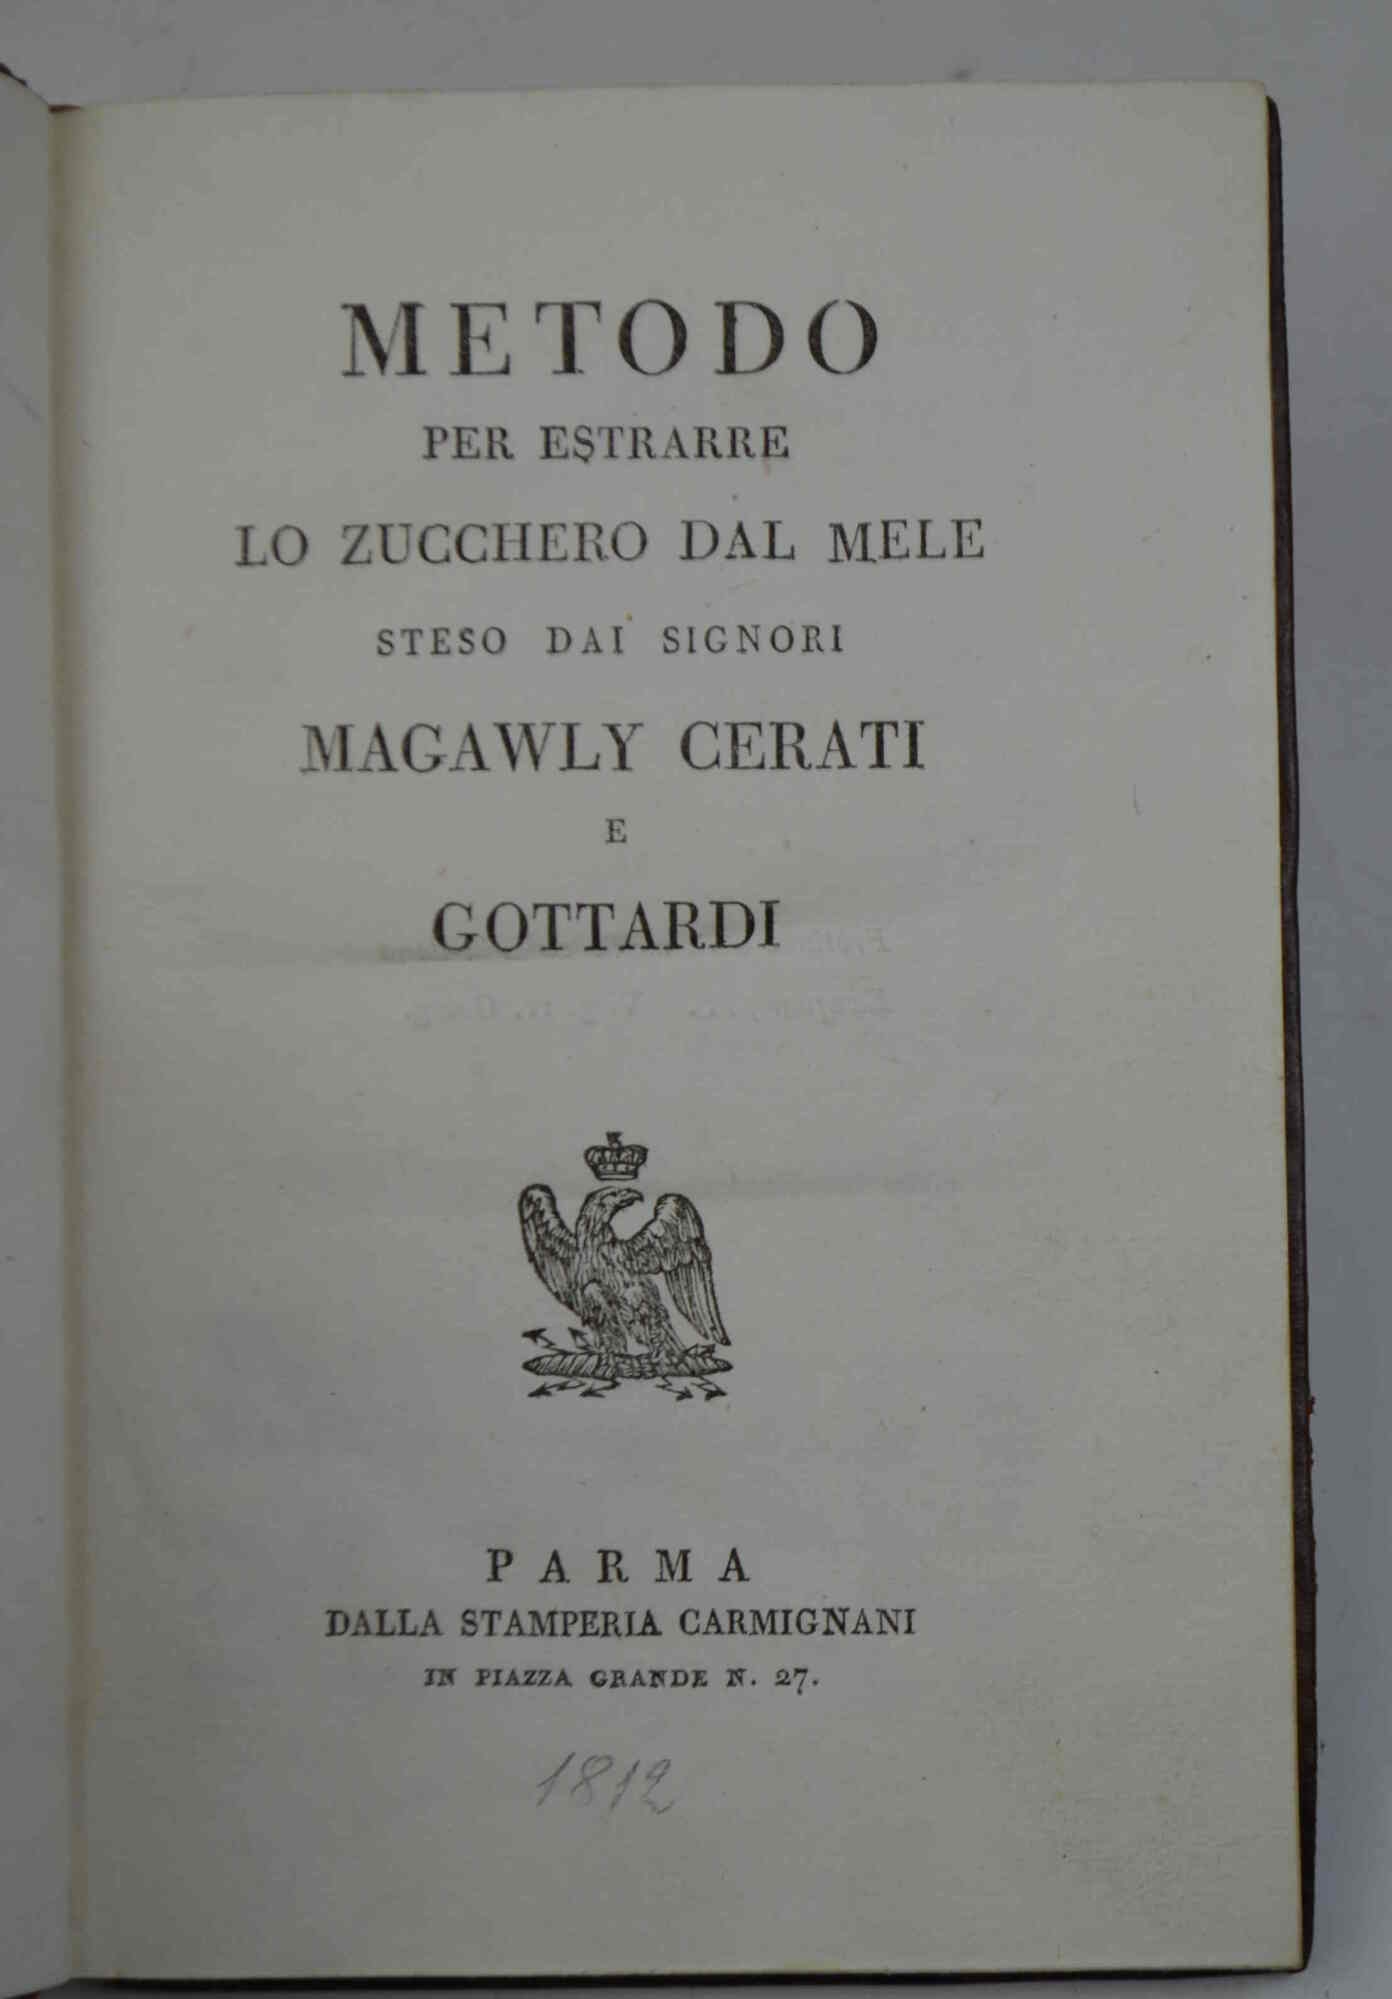 METODO
PER ESTRARRE
LO ZUCCHERO DAL MELE
STESO DAI SIGNORI
MAGAWLY CERATI
E
GOTTARDI
PARMA
DALLA STAMPERIA CARMIGNANI
IN PIAZZA GRANDE N. 27.
1812